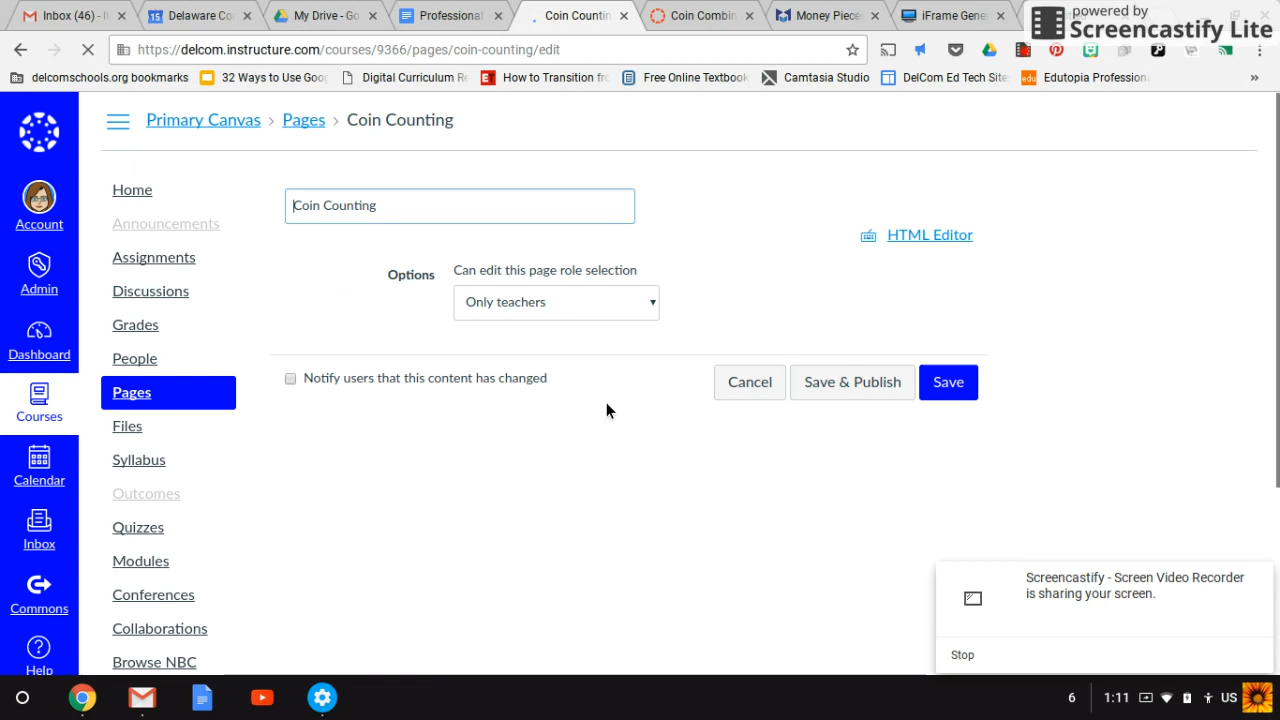 Inbox (46) -
Delaware Co
My Drive - G
Professional
Coin Countin
Coin Combin
Money Piece
iFrame Gene
powered by
Screencastify Lite
https://delcom.instructure.com/courses/9366/pages/coin-counting/edit
delcomschools.org bookmarks
32 Ways to Use Goo
Digital Curriculum Re
How to Transition fr
Free Online Textbook
Camtasia Studio
DelCom Ed Tech Site
Edutopia Profession
»
Primary Canvas > Pages > Coin Counting
Account
Admin
Dashboard
Courses
Calendar
Inbox
Commons
Help
Home
Announcements
Assignments
Discussions
Grades
People
Pages
Files
Syllabus
Outcomes
Quizzes
Modules
Conferences
Collaborations
Browse NBC
Coin Counting
HTML Editor
Options
Can edit this page role selection
Only teachers
Notify users that this content has changed
Cancel
Save & Publish
Save
Screencastify - Screen Video Recorder
is sharing your screen.
Stop
6
1:11
US